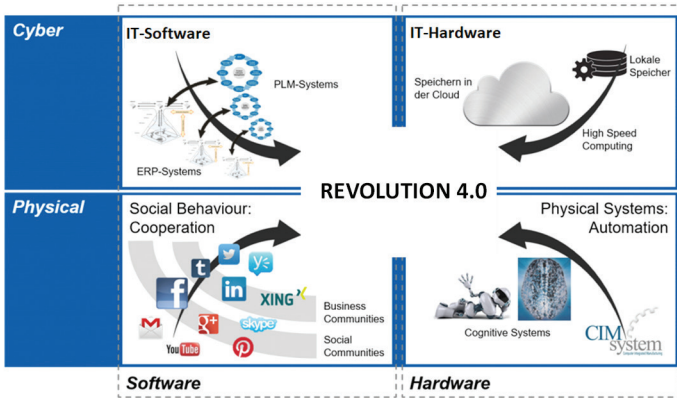 Cyber
IT-Software
PLM-Systems
ERP-Systems
IT-Hardware
Lokale
Speicher
Speichern in
der Cloud
High Speed
Computing
REVOLUTION 4.0
Physical
Social Behaviour:
Cooperation
XING
Business
Communities
skype
Social
Communities
YouTube
Physical Systems:
Automation
Cognitive Systems
CIM
system
Software
Hardware